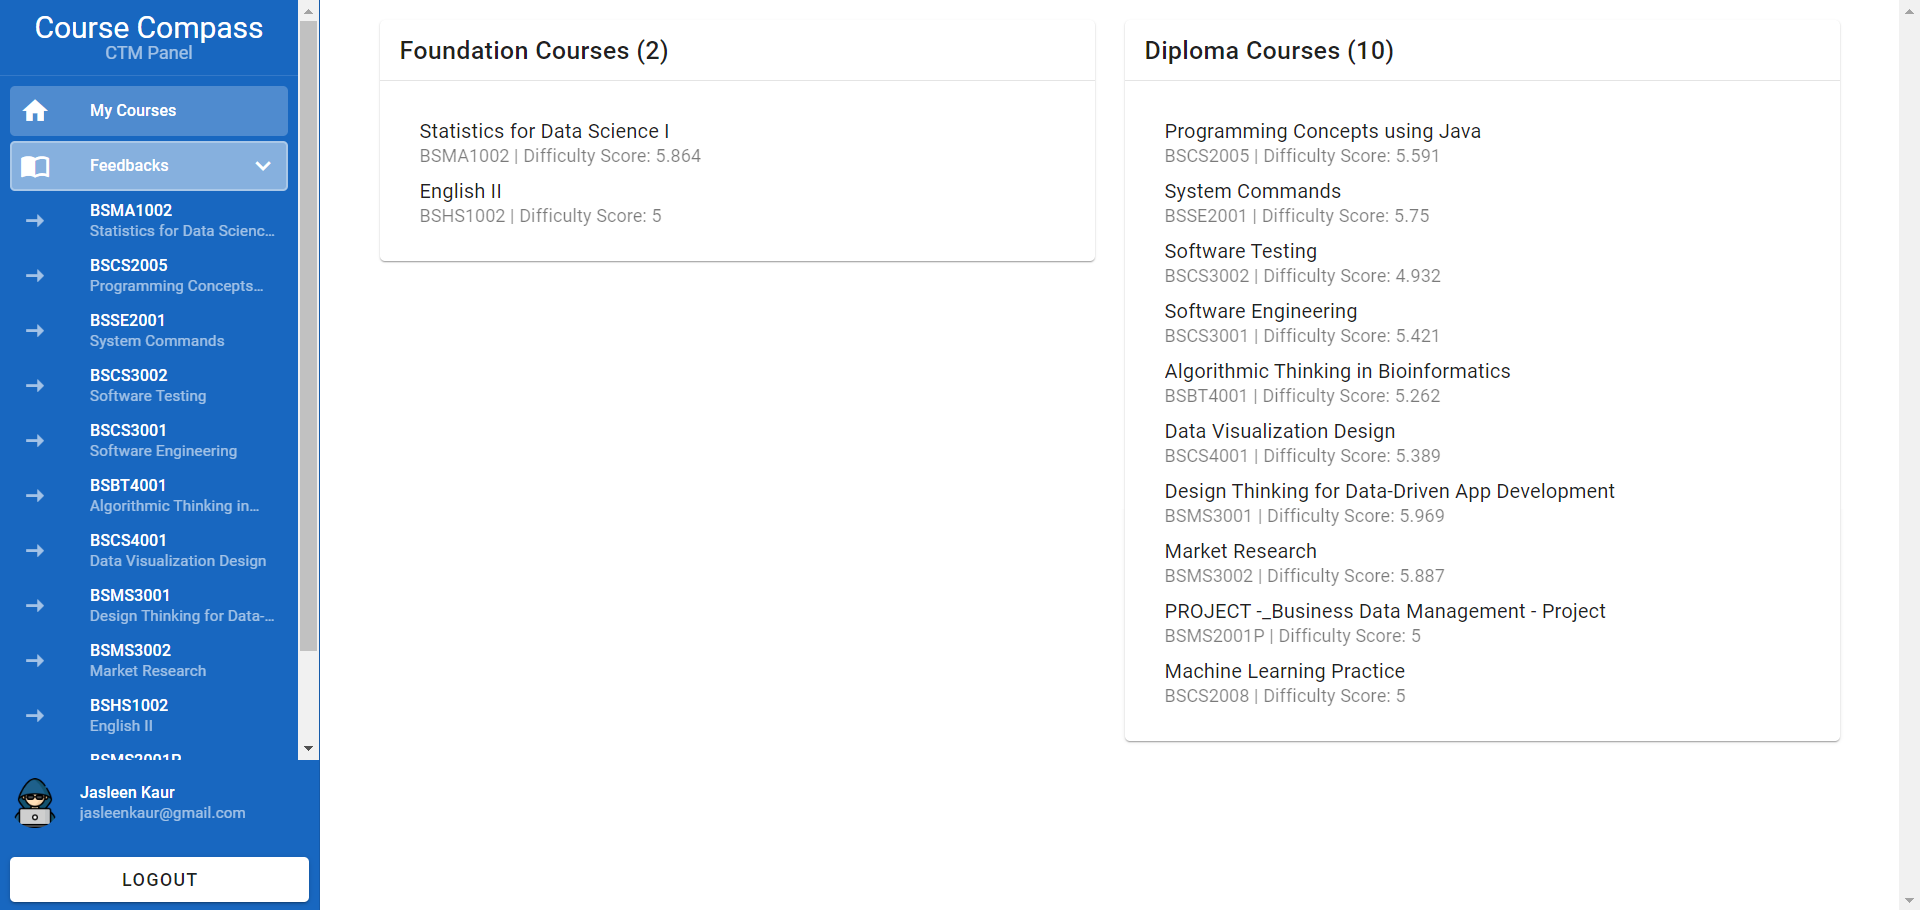 Course Compass
CTM Panel
My Courses
Feedbacks
BSMA1002
Statistics for Data Scienc...
BSCS2005
Programming Concepts...
BSSE2001
System Commands
BSCS3002
Software Testing
BSCS3001
Software Engineering
BSBT4001
Algorithmic Thinking in...
BSCS4001
Data Visualization Design
BSMS3001
Design Thinking for Data-...
BSMS3002
Market Research
BSHS1002
English II
BSMS2001P
Jasleen Kaur
jasleenkaur@gmail.com
LOGOUT
Foundation Courses (2)
Statistics for Data Science I
BSMA1002 | Difficulty Score: 5.864
English II
BSHS1002 | Difficulty Score: 5
Diploma Courses (10)
Programming Concepts using Java
BSCS2005 | Difficulty Score: 5.591
System Commands
BSSE2001 | Difficulty Score: 5.75
Software Testing
BSCS3002 | Difficulty Score: 4.932
Software Engineering
BSCS3001 | Difficulty Score: 5.421
Algorithmic Thinking in Bioinformatics
BSBT4001 | Difficulty Score: 5.262
Data Visualization Design
BSCS4001 | Difficulty Score: 5.389
Design Thinking for Data-Driven App Development
BSMS3001 | Difficulty Score: 5.969
Market Research
BSMS3002 | Difficulty Score: 5.887
PROJECT -_Business Data Management - Project
BSMS2001P | Difficulty Score: 5
Machine Learning Practice
BSCS2008 | Difficulty Score: 5